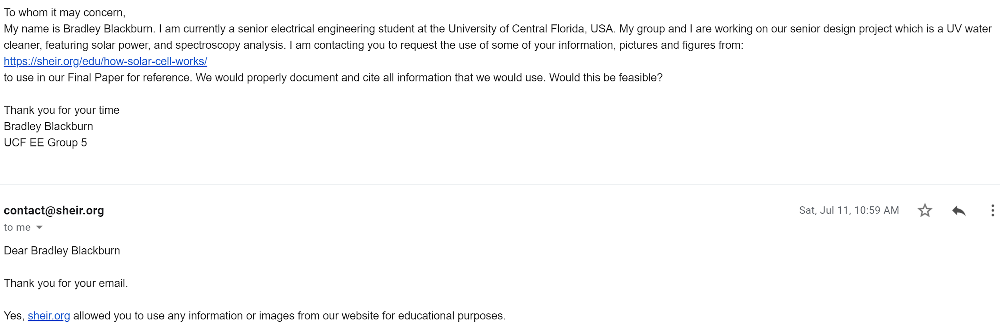 To whom it may concern,
My name is Bradley Blackburn. I am currently a senior electrical engineering student at the University of Central Florida, USA. My group and I are working on our senior design project which is a UV water
cleaner, featuring solar power, and spectroscopy analysis. I am contacting you to request the use of some of your information, pictures and figures from:
https://sheir.org/edu/how-solar-cell-works/
to use in our Final Paper for reference. We would properly document and cite all information that we would use. Would this be feasible?
Thank you for your time
Bradley Blackburn
UCF EE Group 5
contact@sheir.org
Sat, Jul 11, 10:59 AM
to me
Dear Bradley Blackburn
Thank you for your email.
Yes, sheir.org allowed you to use any information or images from our website for educational purposes.